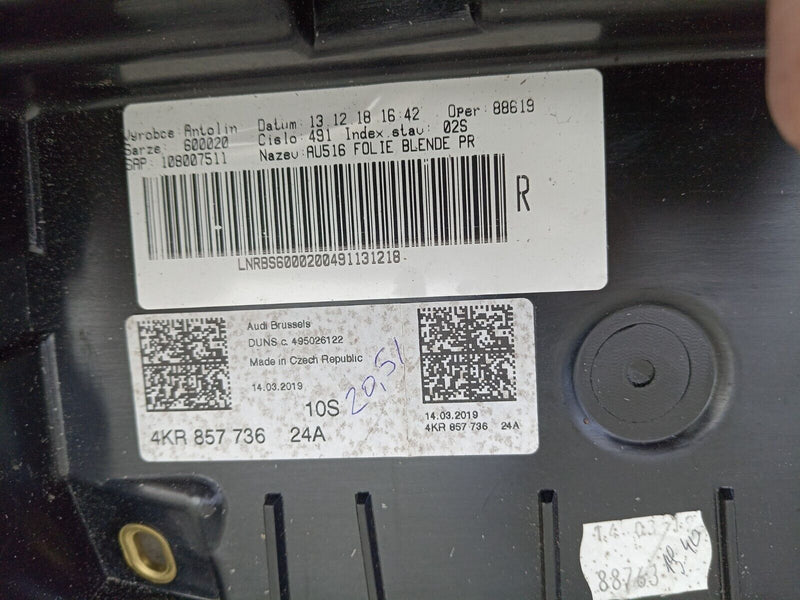 Vyrobce Antolin Datum: 13.12.18 16:42 Oper: 88619
Sarze: 600020 Cislo: 491 Index.stav: 02S
SAP: 108007511 Nazev: AU516 FOLIE BLENDE PR
R
LNRBS6000200491131218
Audi Brussels
DUNS c. 495026122
Made in Czech Republic
14.03.2019
10S 20,51
4KR 857 736 24A
14.03.2019
4KR 857 736 24A
88763